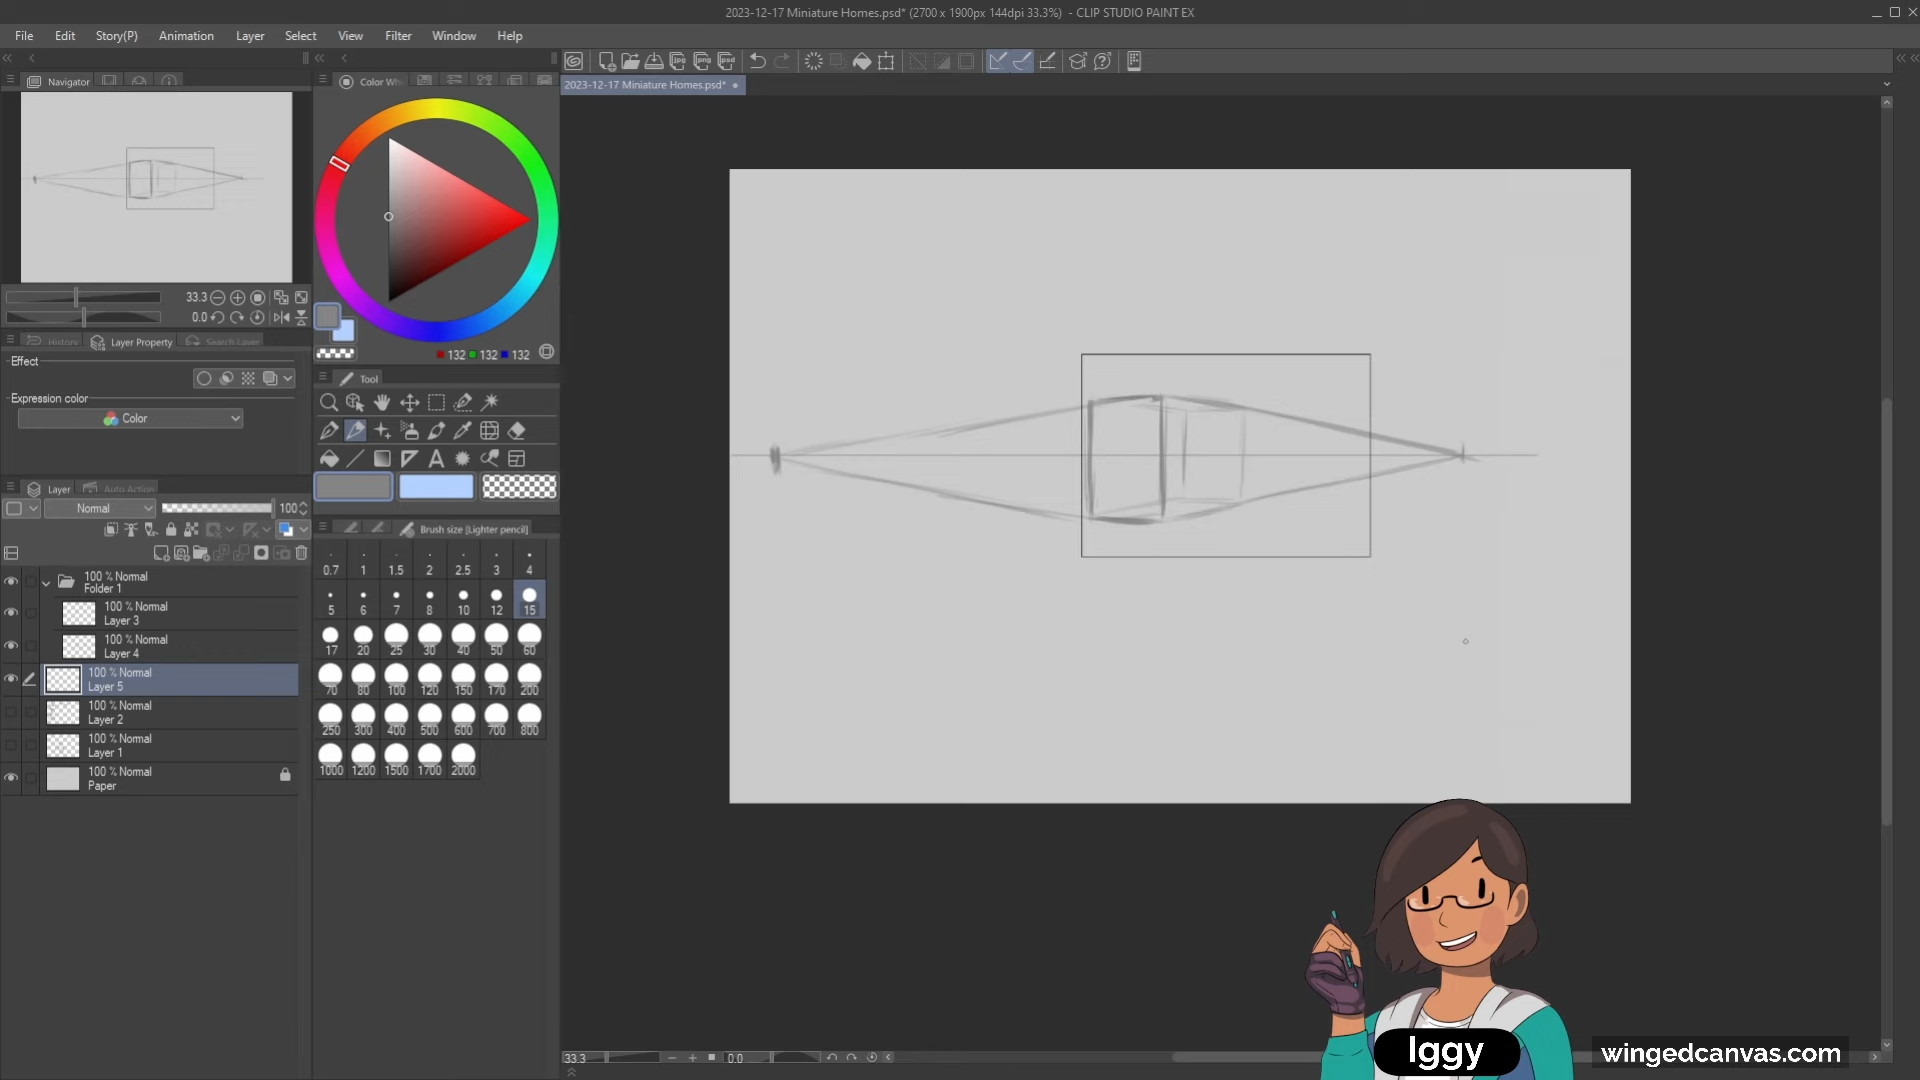 2023-12-17 Miniature Homes.psd* (2700 x 1900px 144dpi 33.3%) - CLIP STUDIO PAINT EX
File Edit Story(P) Animation Layer Select View Filter Window Help
Navigator
Color Wh
2023-12-17 Miniature Homes.psd*
33.3
0.0
History Layer Property Search Layer
Effect
Expression color
Color
132 132 132
Tool
Layer Auto Action
Normal 100
Brush size [Lighter pencil]
0.7 1 1.5 2 2.5 3 4
5 6 7 8 10 12 15
17 20 25 30 40 50 60
70 80 100 120 150 170 200
250 300 400 500 600 700 800
1000 1200 1500 1700 2000
100 % Normal
Folder 1
100 % Normal
Layer 3
100 % Normal
Layer 4
100 % Normal
Layer 5
100 % Normal
Layer 2
100 % Normal
Layer 1
100 % Normal
Paper
33.3 0.0
Iggy
wingedcanvas.com